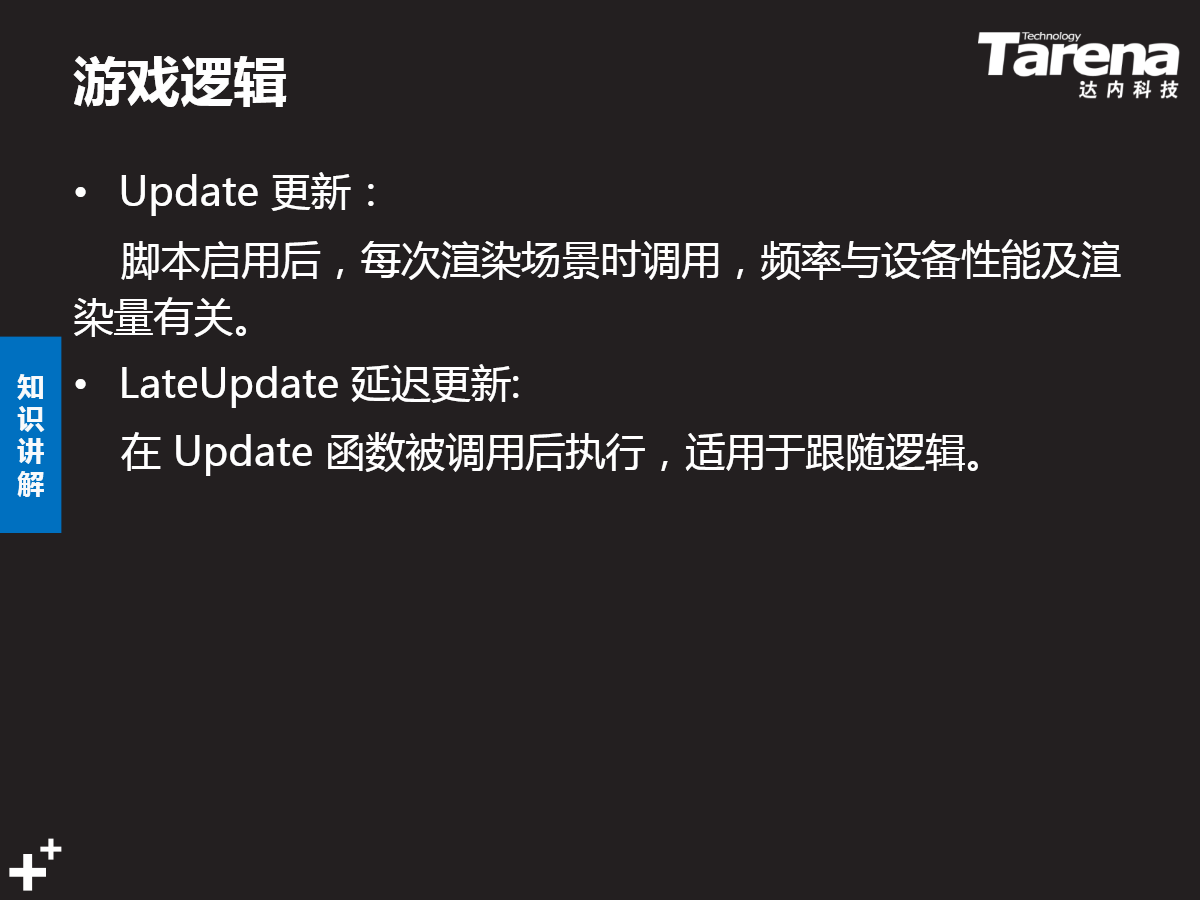 游戏逻辑
Technology
Tarena
达内科技
• Update 更新：
脚本启用后，每次渲染场景时调用，频率与设备性能及渲
染量有关。
• LateUpdate 延迟更新:
在 Update 函数被调用后执行，适用于跟随逻辑。
知
识
讲
解